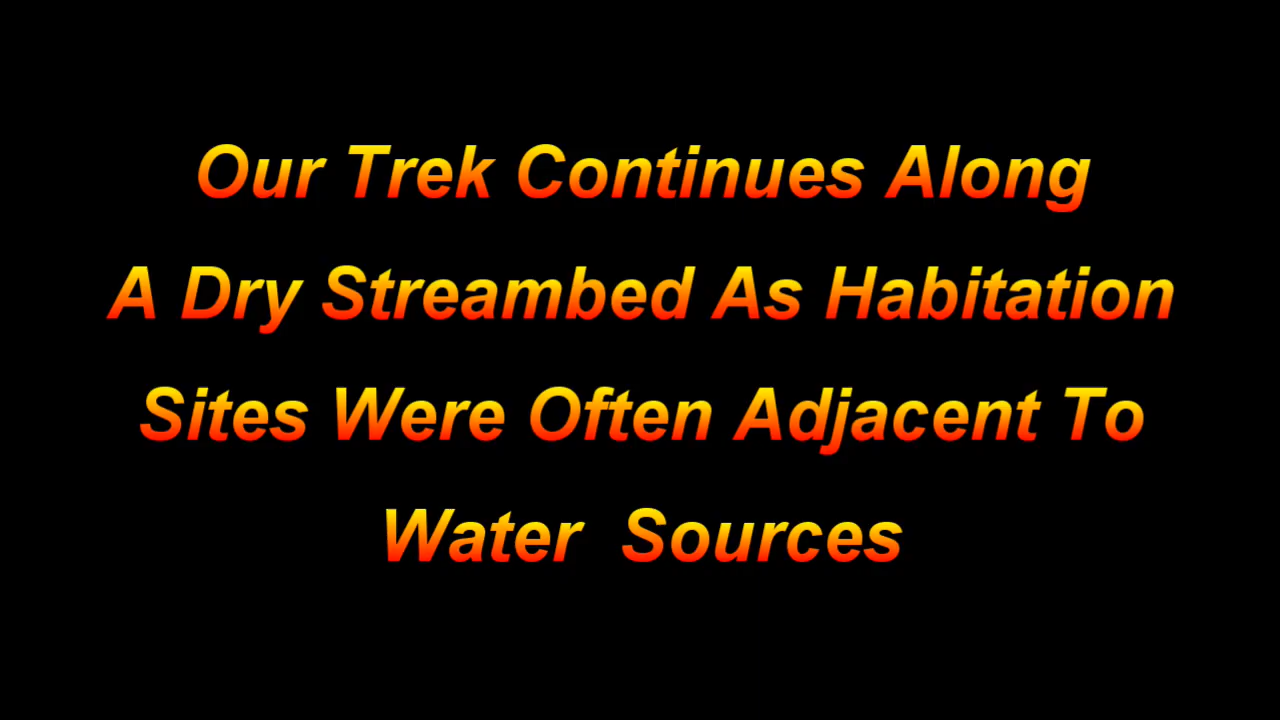 Our Trek Continues Along
A Dry Streambed As Habitation
Sites Were Often Adjacent To
Water  Sources